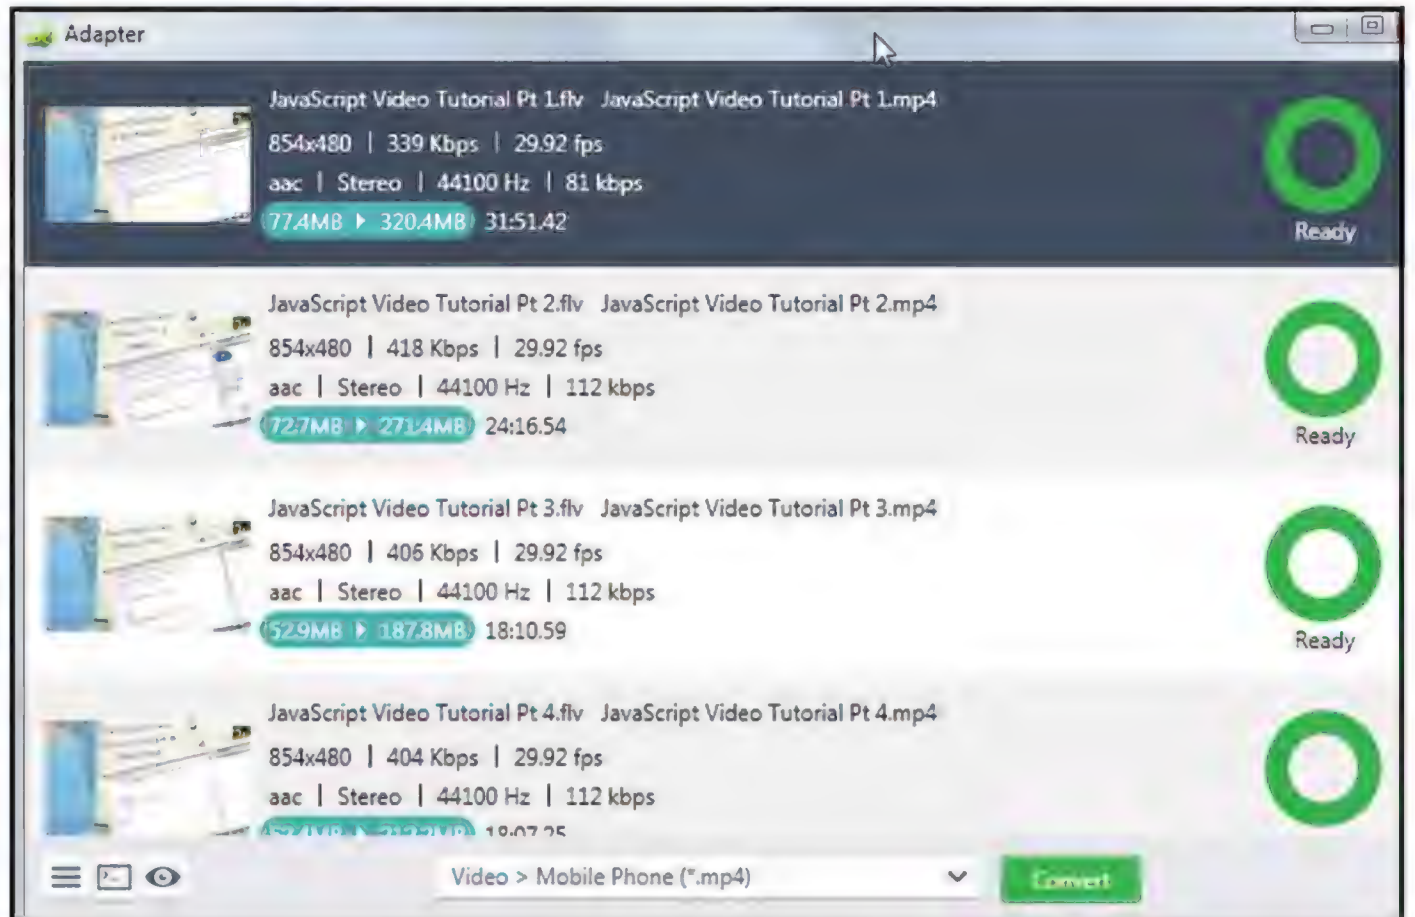 Adapter
JavaScript Video Tutorial Pt 1.flv JavaScript Video Tutorial Pt 1.mp4
854x480 | 339 Kbps | 29.92 fps
aac | Stereo | 44100 Hz | 81 kbps
77.4MB ▶ 320.4MB 31:51.42
Ready
JavaScript Video Tutorial Pt 2.flv JavaScript Video Tutorial Pt 2.mp4
854x480 | 418 Kbps | 29.92 fps
aac | Stereo | 44100 Hz | 112 kbps
72.7MB ▶ 271.4MB 24:16.54
Ready
JavaScript Video Tutorial Pt 3.flv JavaScript Video Tutorial Pt 3.mp4
854x480 | 406 Kbps | 29.92 fps
aac | Stereo | 44100 Hz | 112 kbps
52.9MB ▶ 187.8MB 18:10.59
Ready
JavaScript Video Tutorial Pt 4.flv JavaScript Video Tutorial Pt 4.mp4
854x480 | 404 Kbps | 29.92 fps
aac | Stereo | 44100 Hz | 112 kbps
18:07.25
Video > Mobile Phone (*.mp4)
Convert